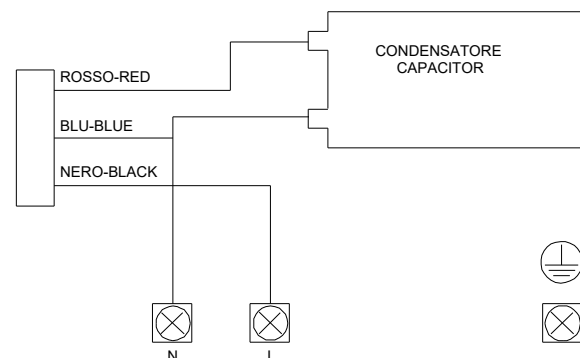 CONDENSATORE
CAPACITOR
ROSSO-RED
BLU-BLUE
NERO-BLACK
N
L